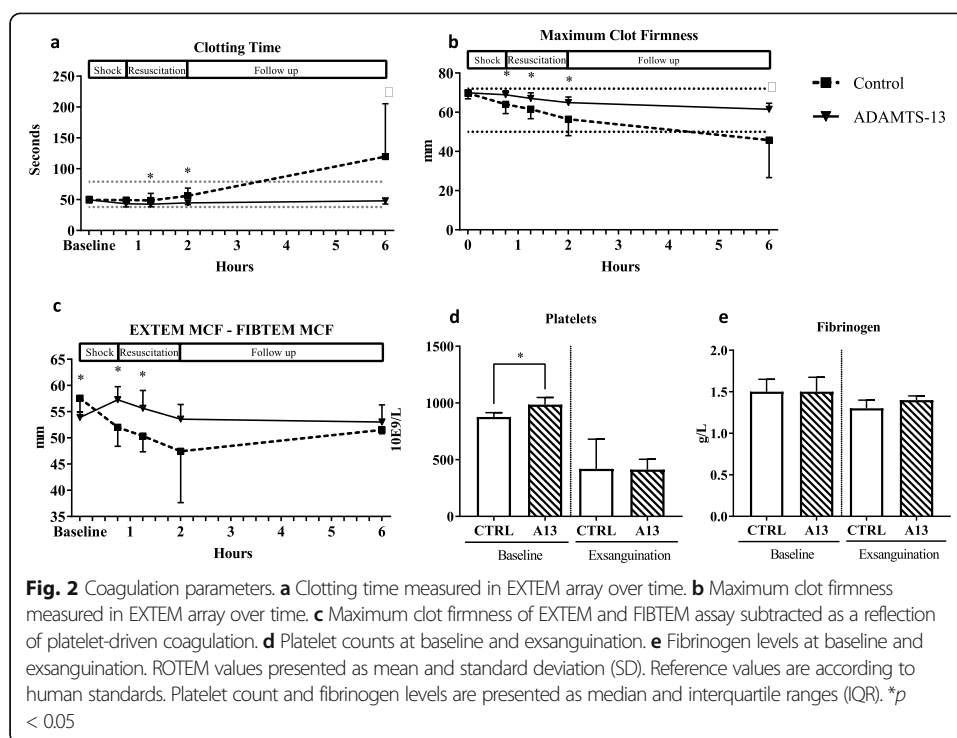 a
Clotting Time
Shock Resuscitation Follow up
250
200
150
100
50
0
Seconds
* *
Baseline 1 2 3 4 5 6
Hours
b
Maximum Clot Firmness
Shock Resuscitation Follow up
80
60
40
20
0
mm
* * *
0 1 2 3 4 5 6
Hours
Control
ADAMTS-13
c
EXTEM MCF - FIBTEM MCF
Shock Resuscitation Follow up
65
60
55
50
45
40
35
mm
* * *
Baseline 1 2 3 4 5 6
Hours
d
Platelets
1500
1000
500
0
10E9/L
*
CTRL A13 CTRL A13
Baseline Exsanguination
e
Fibrinogen
2.0
1.5
1.0
0.5
0.0
g/L
CTRL A13 CTRL A13
Baseline Exsanguination
Fig. 2 Coagulation parameters. a Clotting time measured in EXTEM array over time. b Maximum clot firmness
measured in EXTEM array over time. c Maximum clot firmness of EXTEM and FIBTEM assay subtracted as a reflection
of platelet-driven coagulation. d Platelet counts at baseline and exsanguination. e Fibrinogen levels at baseline and
exsanguination. ROTEM values presented as mean and standard deviation (SD). Reference values are according to
human standards. Platelet count and fibrinogen levels are presented as median and interquartile ranges (IQR). *p
< 0.05